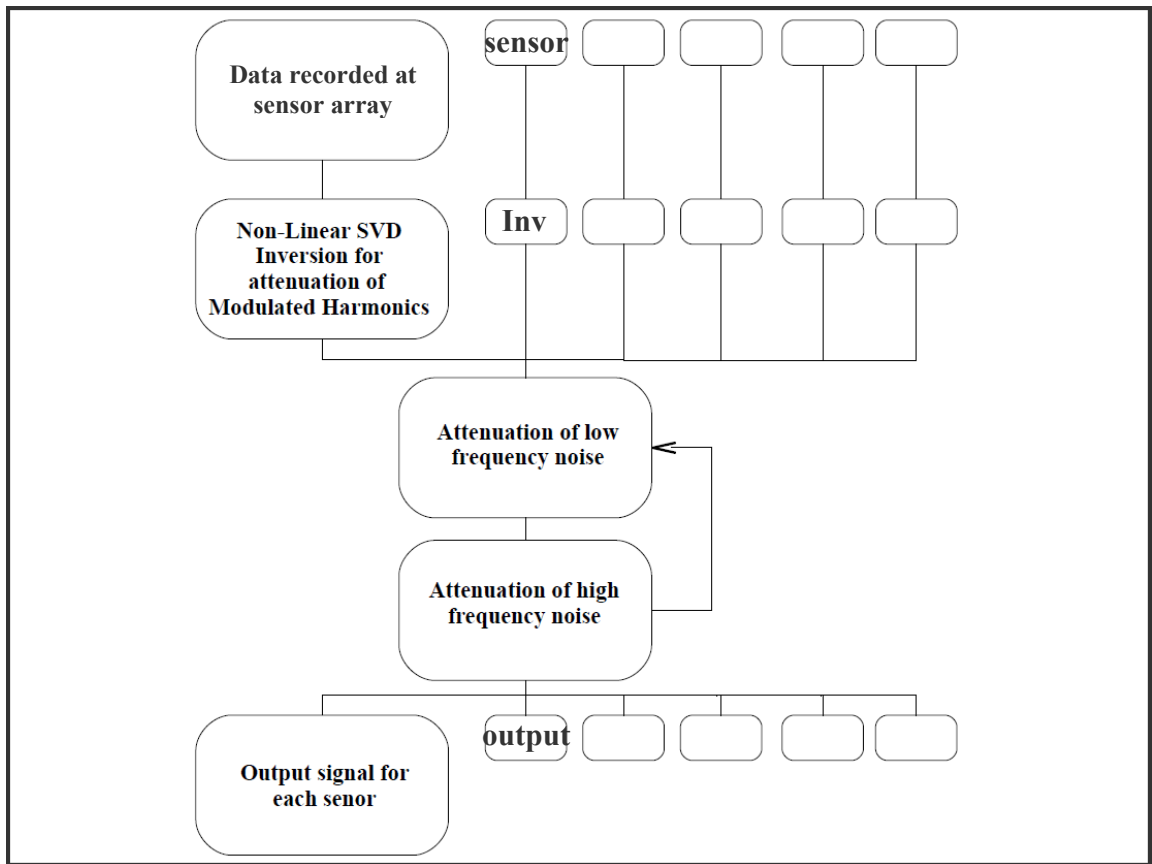 Data recorded at
sensor array
sensor
Non-Linear SVD
Inversion for
attenuation of
Modulated Harmonics
Inv
Attenuation of low
frequency noise
Attenuation of high
frequency noise
Output signal for
each senor
output